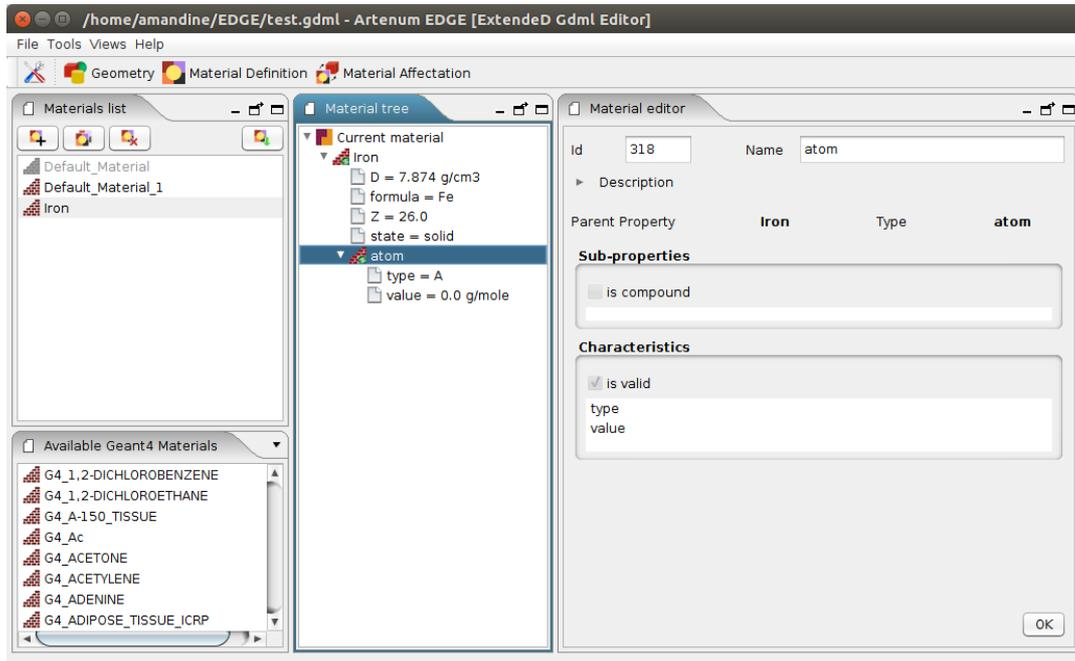 /home/amandine/EDGE/test.gdml - Artenum EDGE [ExtendeD Gdml Editor]
File Tools Views Help
Geometry Material Definition Material Affectation
Materials list
Default_Material
Default_Material_1
Iron
Available Geant4 Materials
G4_1,2-DICHLOROBENZENE
G4_1,2-DICHLOROETHANE
G4_A-150_TISSUE
G4_Ac
G4_ACETONE
G4_ACETYLENE
G4_ADENINE
G4_ADIPOSE_TISSUE_ICRP
Material tree
Current material
Iron
D = 7.874 g/cm3
formula = Fe
Z = 26.0
state = solid
atom
type = A
value = 0.0 g/mole
Material editor
Id 318 Name atom
Description
Parent Property Iron Type atom
Sub-properties
is compound
Characteristics
is valid
type
value
OK